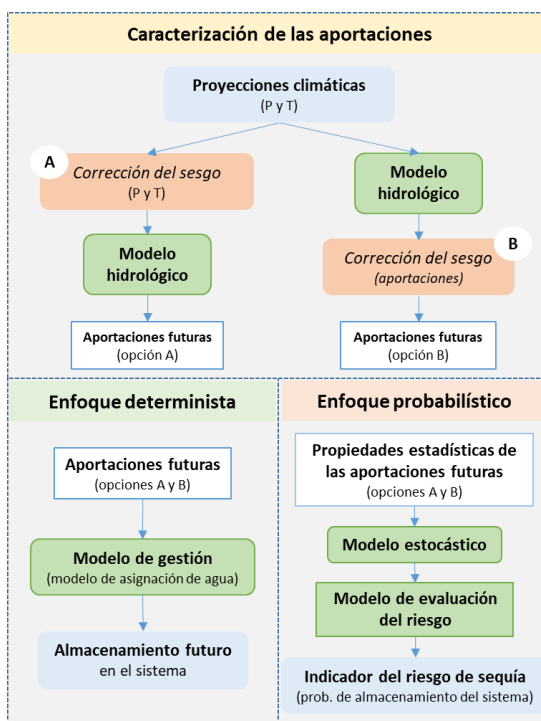 Caracterización de las aportaciones
Proyecciones climáticas
(P y T)
A
Corrección del sesgo
(P y T)
Modelo
hidrológico
Aportaciones futuras
(opción A)
Modelo
hidrológico
B
Corrección del sesgo
(aportaciones)
Aportaciones futuras
(opción B)
Enfoque determinista
Aportaciones futuras
(opciones A y B)
Modelo de gestión
(modelo de asignación de agua)
Almacenamiento futuro
en el sistema
Enfoque probabilístico
Propiedades estadísticas de
las aportaciones futuras
(opciones A y B)
Modelo estocástico
Modelo de evaluación
del riesgo
Indicador del riesgo de sequía
(prob. de almacenamiento del sistema)